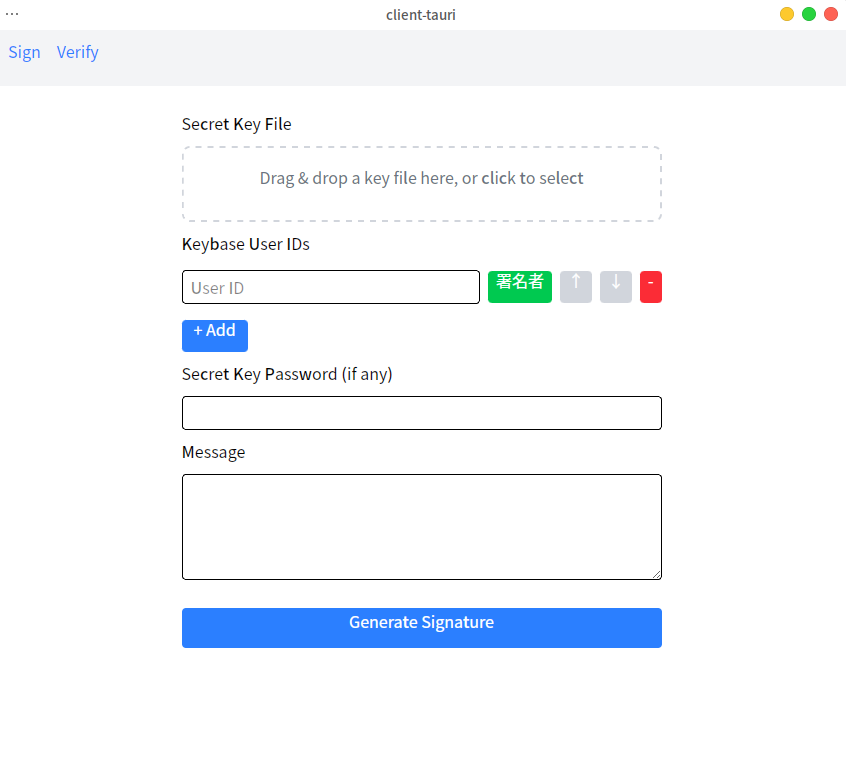 ...
client-tauri
Sign Verify
Secret Key File
Drag & drop a key file here, or click to select
Keybase User IDs
User ID 署名者 ↑ ↓ -
+ Add
Secret Key Password (if any)
Message
Generate Signature